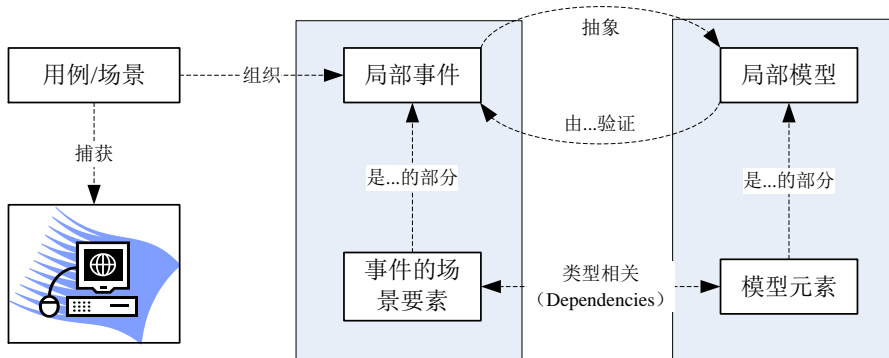 抽象
用例/场景
组织
局部事件
局部模型
由...验证
捕获
是...的部分
是...的部分
事件的场
景要素
类型相关
（Dependencies）
模型元素